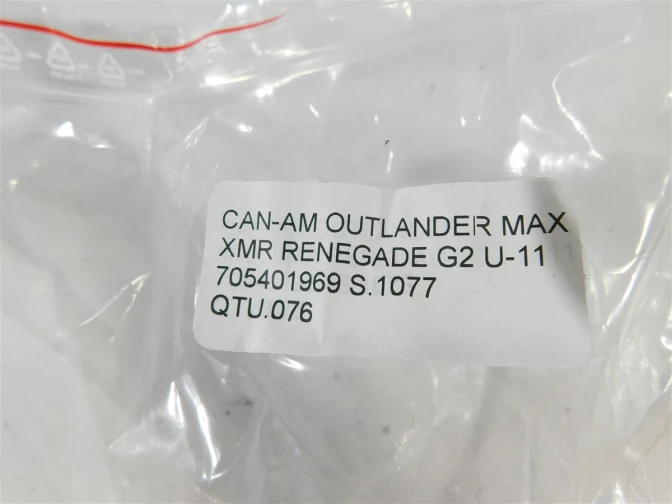 CAN-AM OUTLANDER MAX
XMR RENEGADE G2 U-11
705401969 S.1077
QTU.076